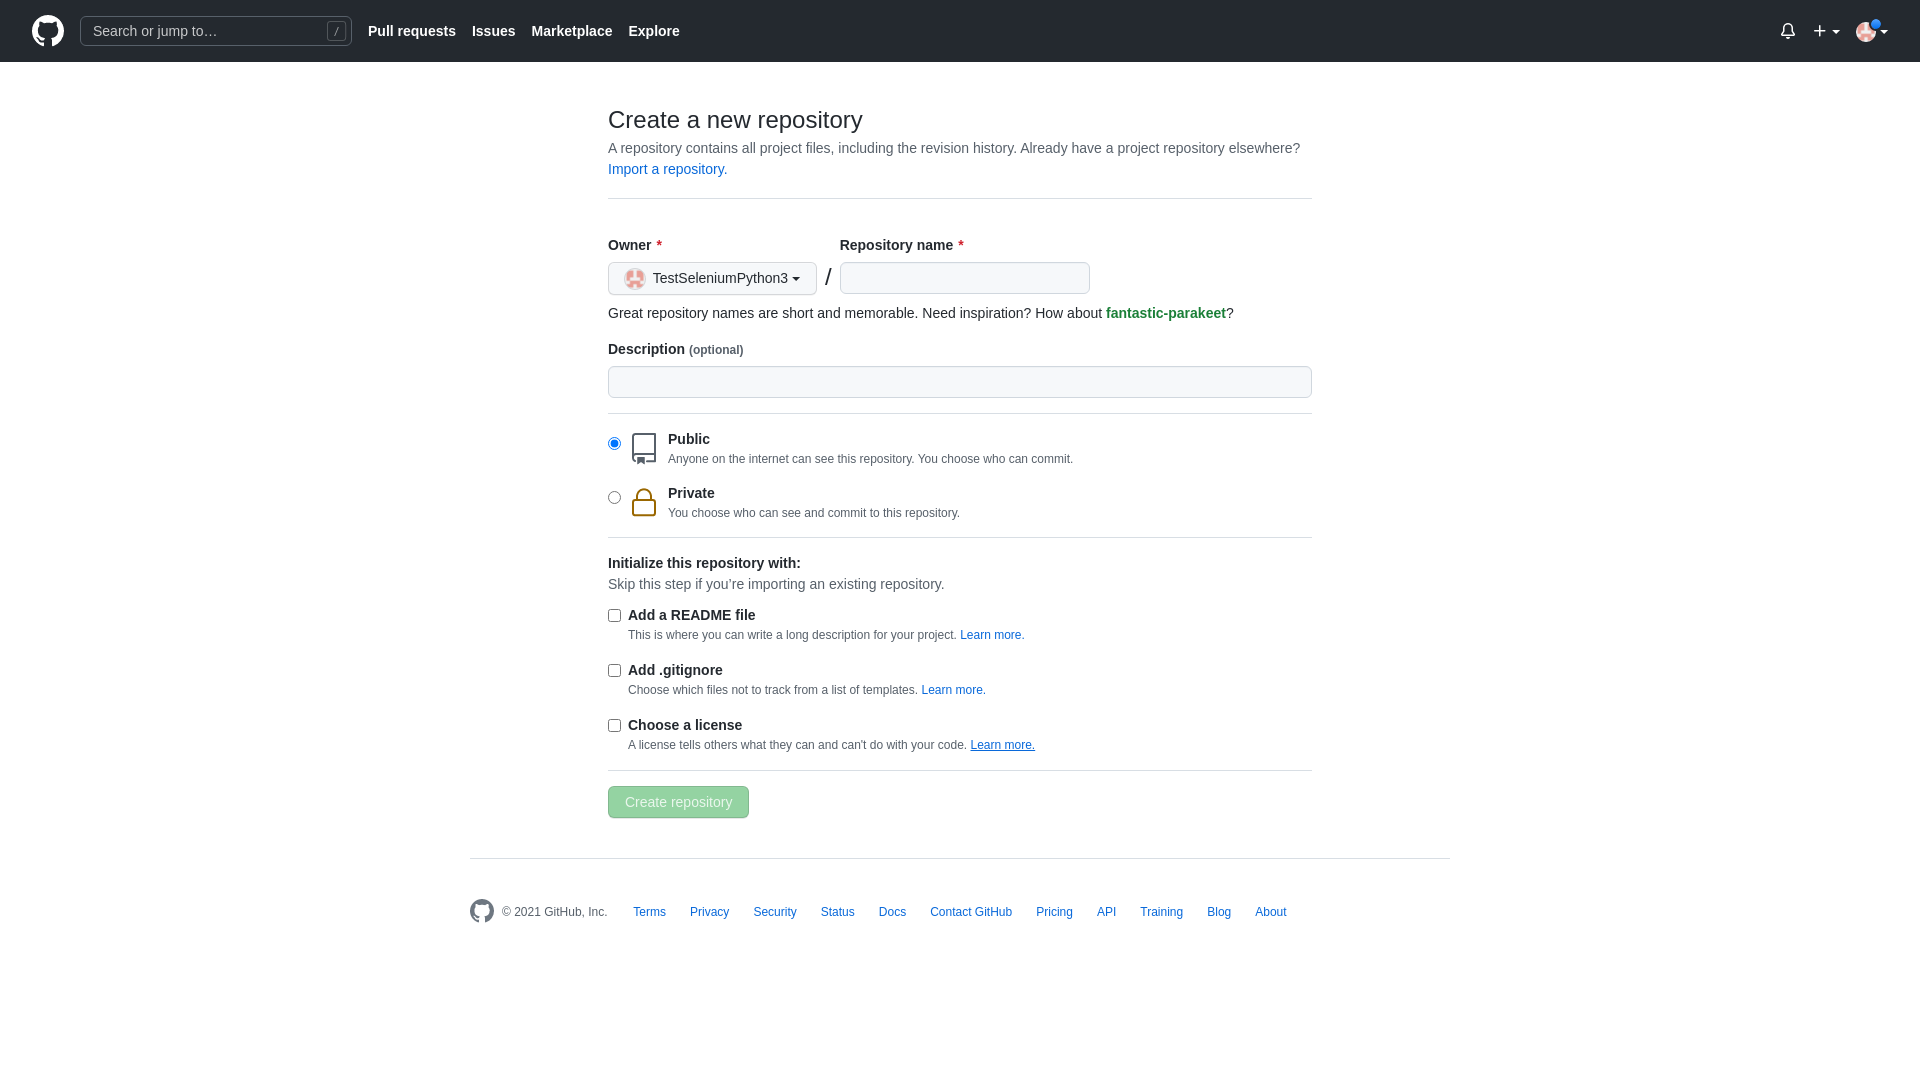 Search or jump to… /
Pull requests Issues Marketplace Explore
Create a new repository
A repository contains all project files, including the revision history. Already have a project repository elsewhere?
Import a repository.
Owner * Repository name *
TestSeleniumPython3 /
Great repository names are short and memorable. Need inspiration? How about fantastic-parakeet?
Description (optional)
Public
Anyone on the internet can see this repository. You choose who can commit.
Private
You choose who can see and commit to this repository.
Initialize this repository with:
Skip this step if you’re importing an existing repository.
Add a README file
This is where you can write a long description for your project. Learn more.
Add .gitignore
Choose which files not to track from a list of templates. Learn more.
Choose a license
A license tells others what they can and can't do with your code. Learn more.
Create repository
© 2021 GitHub, Inc. Terms Privacy Security Status Docs Contact GitHub Pricing API Training Blog About